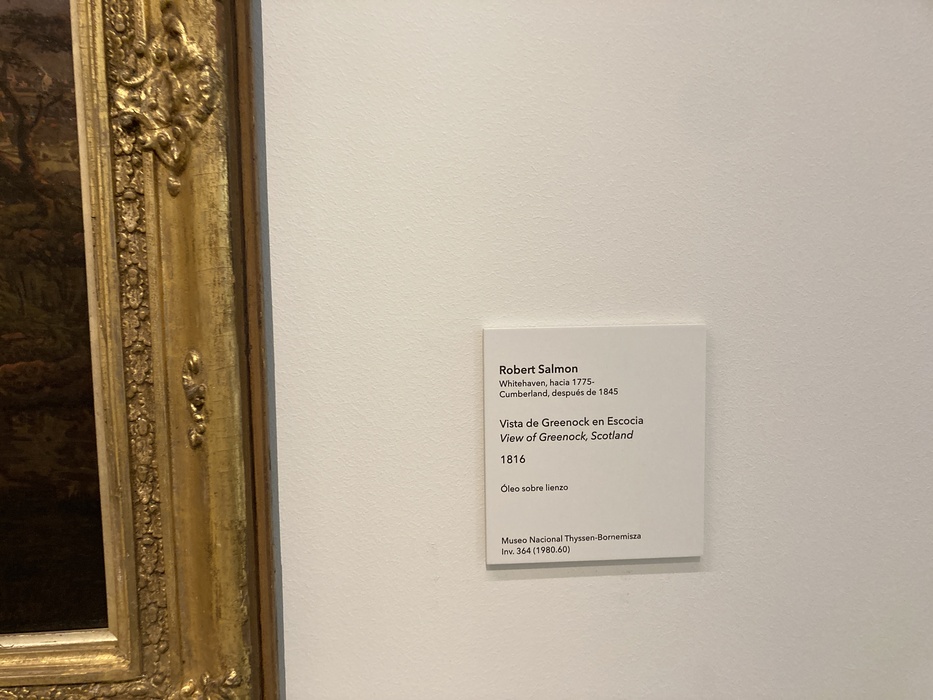 Robert Salmon
Whitehaven, hacia 1775-
Cumberland, después de 1845
Vista de Greenock en Escocia
View of Greenock, Scotland
1816
Óleo sobre lienzo
Museo Nacional Thyssen-Bornemisza
Inv. 364 (1980.60)